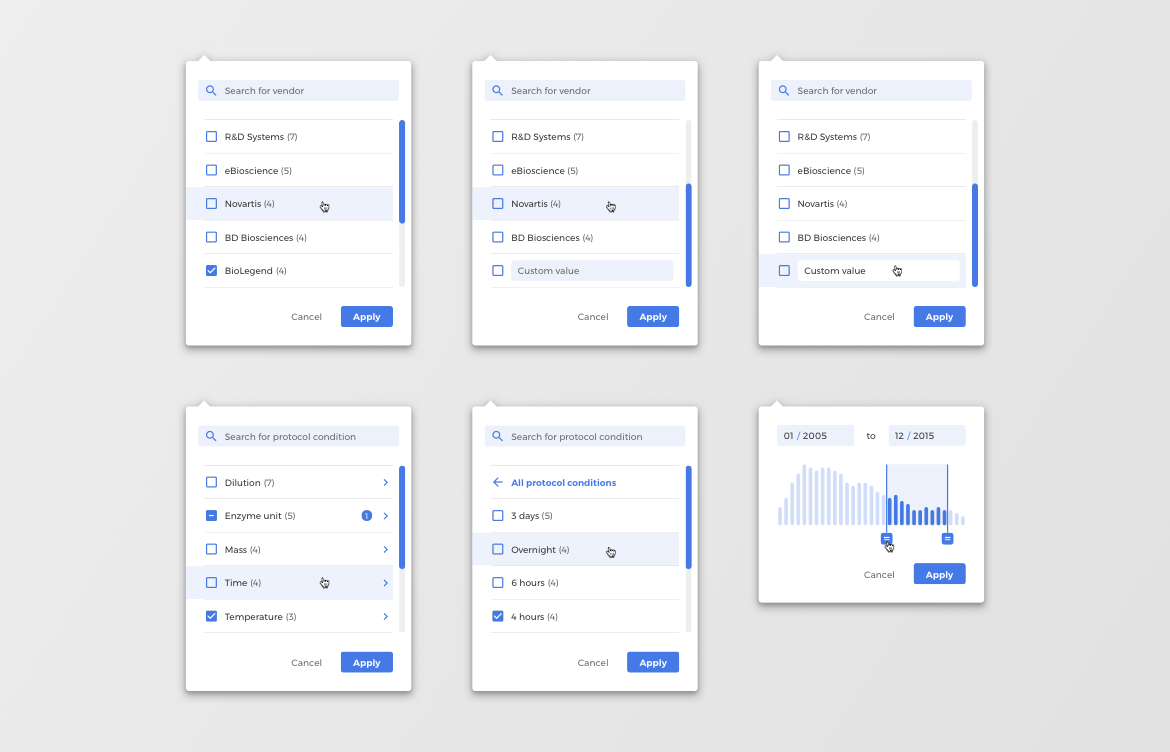 Search for vendor
R&D Systems (7)
eBioscience (5)
Novartis (4)
BD Biosciences (4)
BioLegend (4)
Cancel Apply
Search for vendor
R&D Systems (7)
eBioscience (5)
Novartis (4)
BD Biosciences (4)
Custom value
Cancel Apply
Search for vendor
R&D Systems (7)
eBioscience (5)
Novartis (4)
BD Biosciences (4)
Custom value
Cancel Apply
Search for protocol condition
Dilution (7)
Enzyme unit (5) 1
Mass (4)
Time (4)
Temperature (3)
Cancel Apply
Search for protocol condition
All protocol conditions
3 days (5)
Overnight (4)
6 hours (4)
4 hours (4)
Cancel Apply
01 / 2005 to 12 / 2015
Cancel Apply